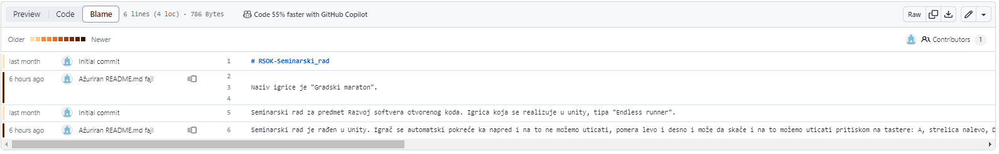 Preview Code Blame 6 lines (4 loc) · 786 Bytes Code 55% faster with GitHub Copilot Raw
Older Newer Contributors 1
last month Initial commit 1 # RSOK-Seminarski_rad
6 hours ago Ažuriran README.md fajl 2
3 Naziv igrice je "Gradski maraton".
4
last month Initial commit 5 Seminarski rad za predmet Razvoj softvera otvorenog koda. Igrica koja se realizuje u unity, tipa "Endless runner".
6 hours ago Ažuriran README.md fajl 6 Seminarski rad je rađen u Unity. Igrač se automatski pokreće ka napred i na to ne možemo uticati, pomera levo i desno i može da skače i na to možemo uticati pritiskom na tastere: A, strelica nalevo, D